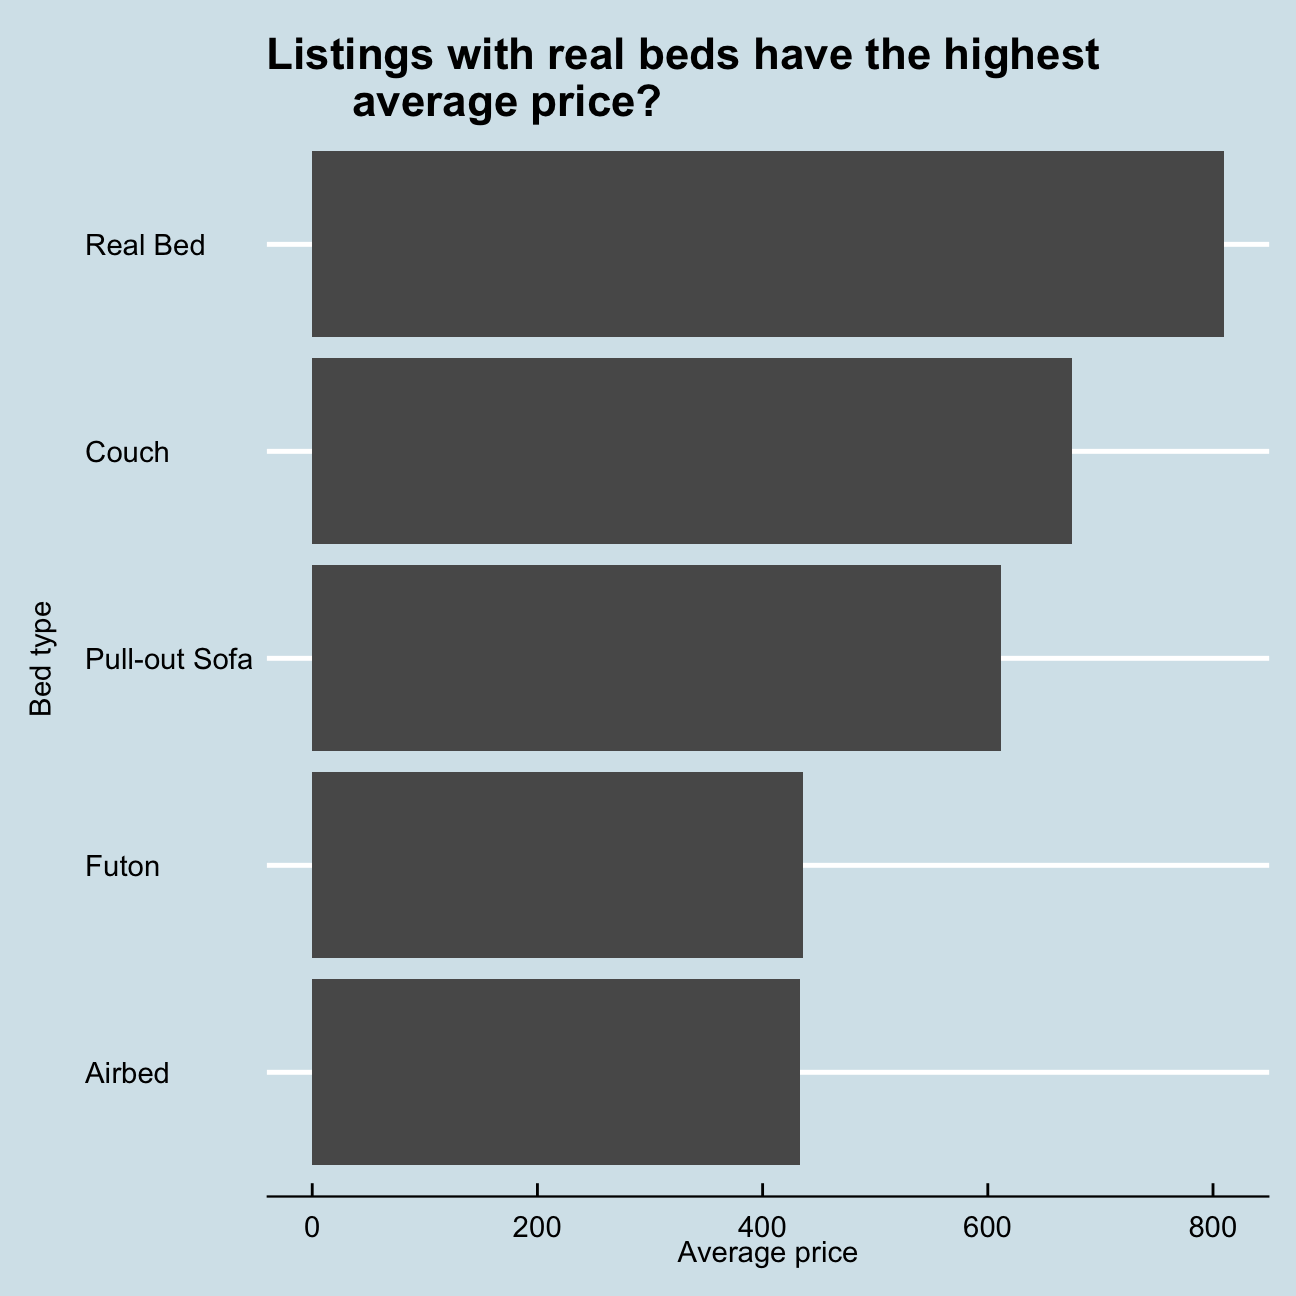 Listings with real beds have the highest
average price?
Real Bed
Couch
Pull-out Sofa
Futon
Airbed
Bed type
0 200 400 600 800
Average price